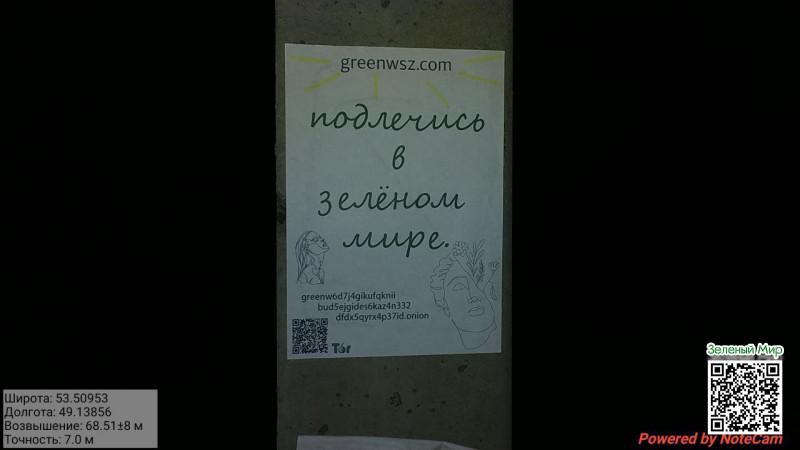 greenwsz.com
подлечись
в
зелёном
мире.
greenw6d7j4gikufqknii
bud5ejgides6kaz4n332
dfdx5qyrx4p37id.onion
Tor
Зеленый Мир
Широта: 53.50953
Долгота: 49.13856
Возвышение: 68.51±8 м
Точность: 7.0 м
Powered by NoteCam